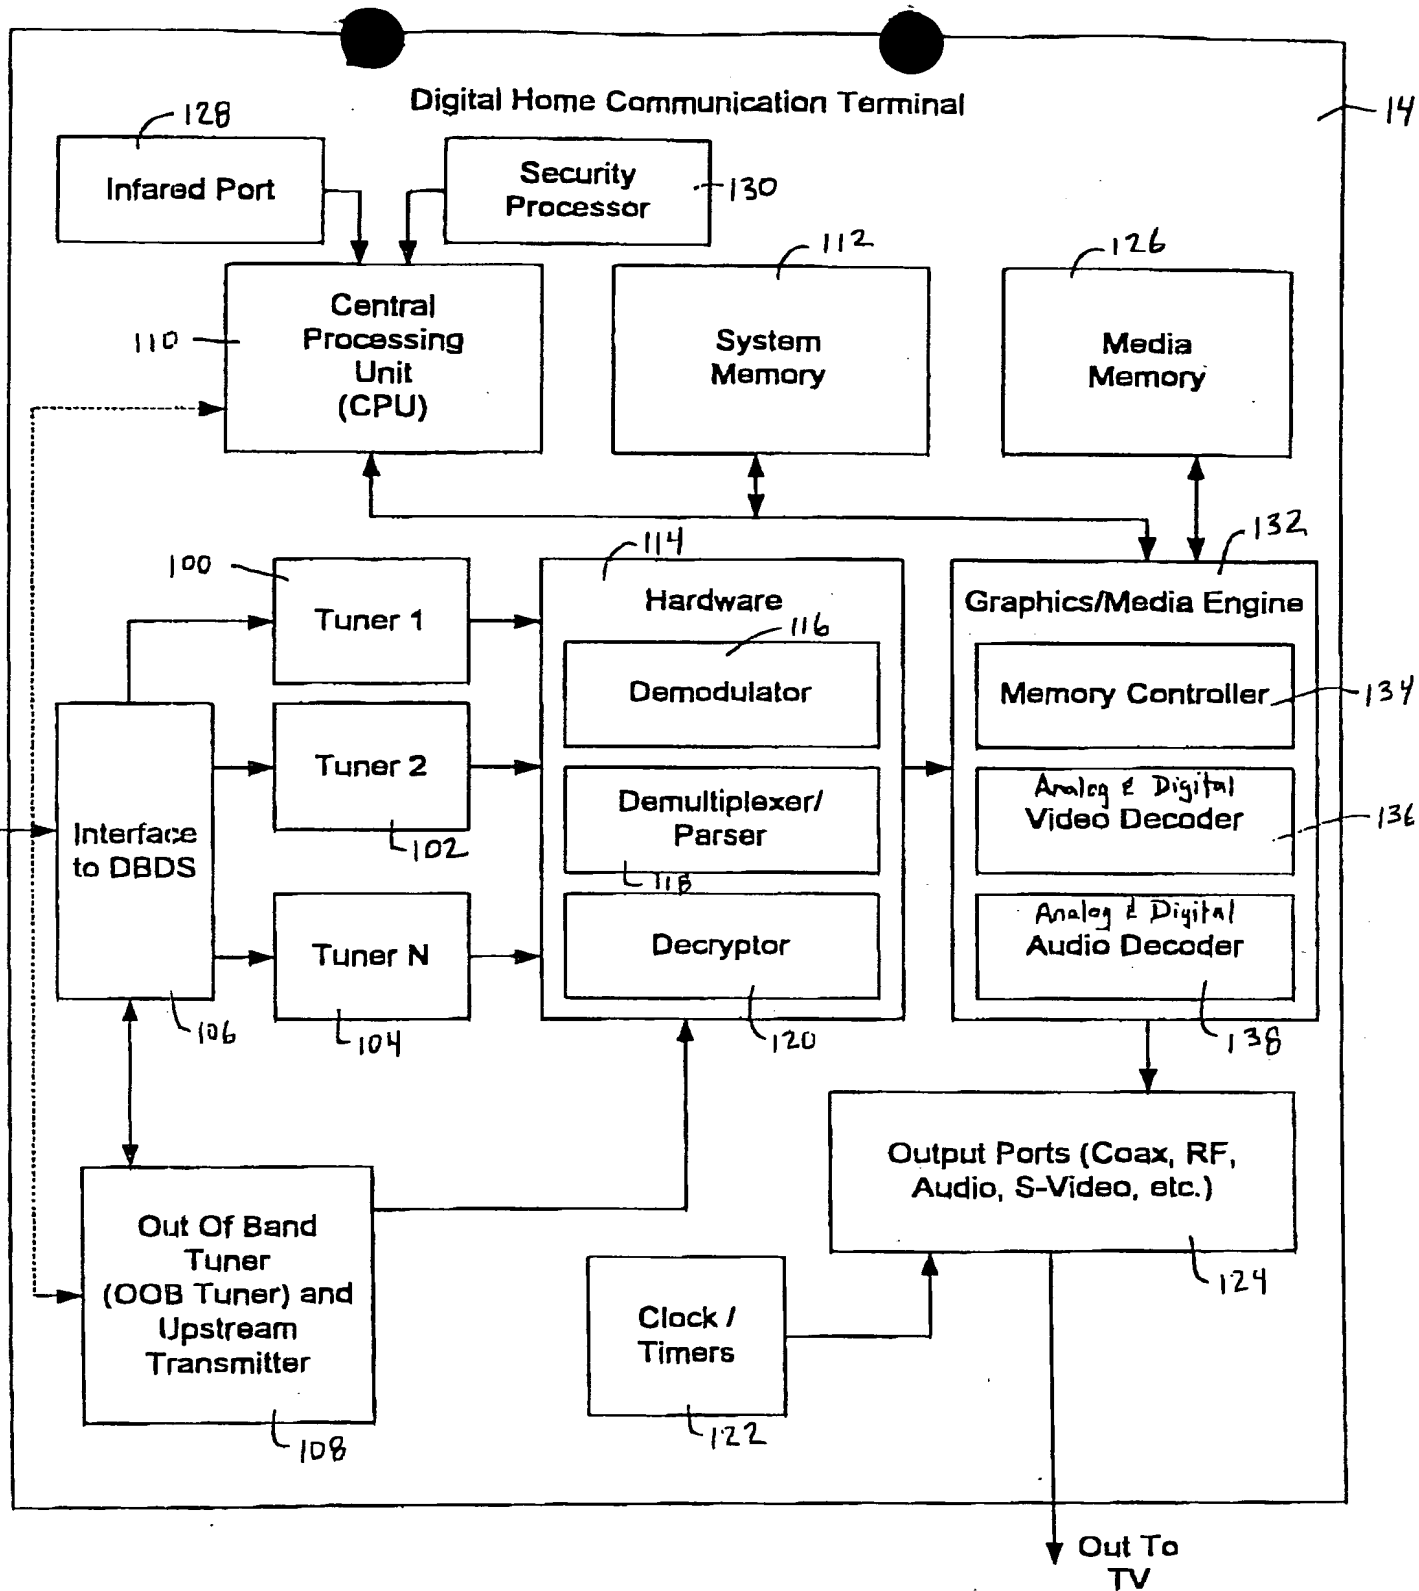 Digital Home Communication Terminal
14
128
Infared Port
Security
Processor
130
112
126
110
Central
Processing
Unit
(CPU)
System
Memory
Media
Memory
100
Tuner 1
114
Hardware
132
Graphics/Media Engine
116
Demodulator
Memory Controller
134
Tuner 2
102
Demultiplexer/
Parser
118
Analog & Digital
Video Decoder
136
Interface
to DBDS
106
Tuner N
104
Decryptor
120
Analog & Digital
Audio Decoder
138
Output Ports (Coax, RF,
Audio, S-Video, etc.)
124
Out Of Band
Tuner
(OOB Tuner) and
Upstream
Transmitter
108
Clock /
Timers
122
Out To
TV